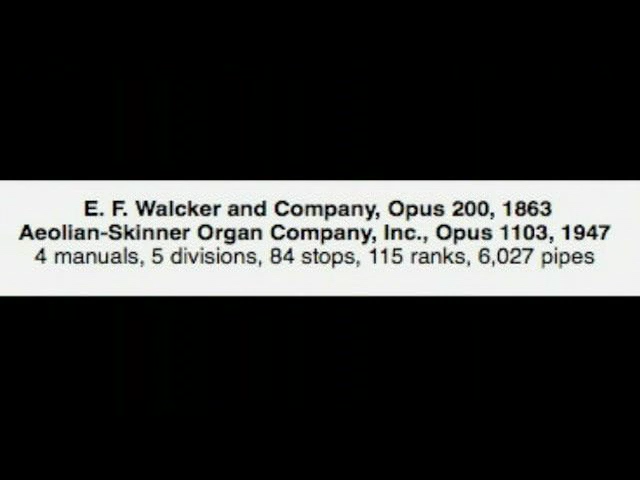 E. F. Walcker and Company, Opus 200, 1863
Aeolian-Skinner Organ Company, Inc., Opus 1103, 1947
4 manuals, 5 divisions, 84 stops, 115 ranks, 6,027 pipes